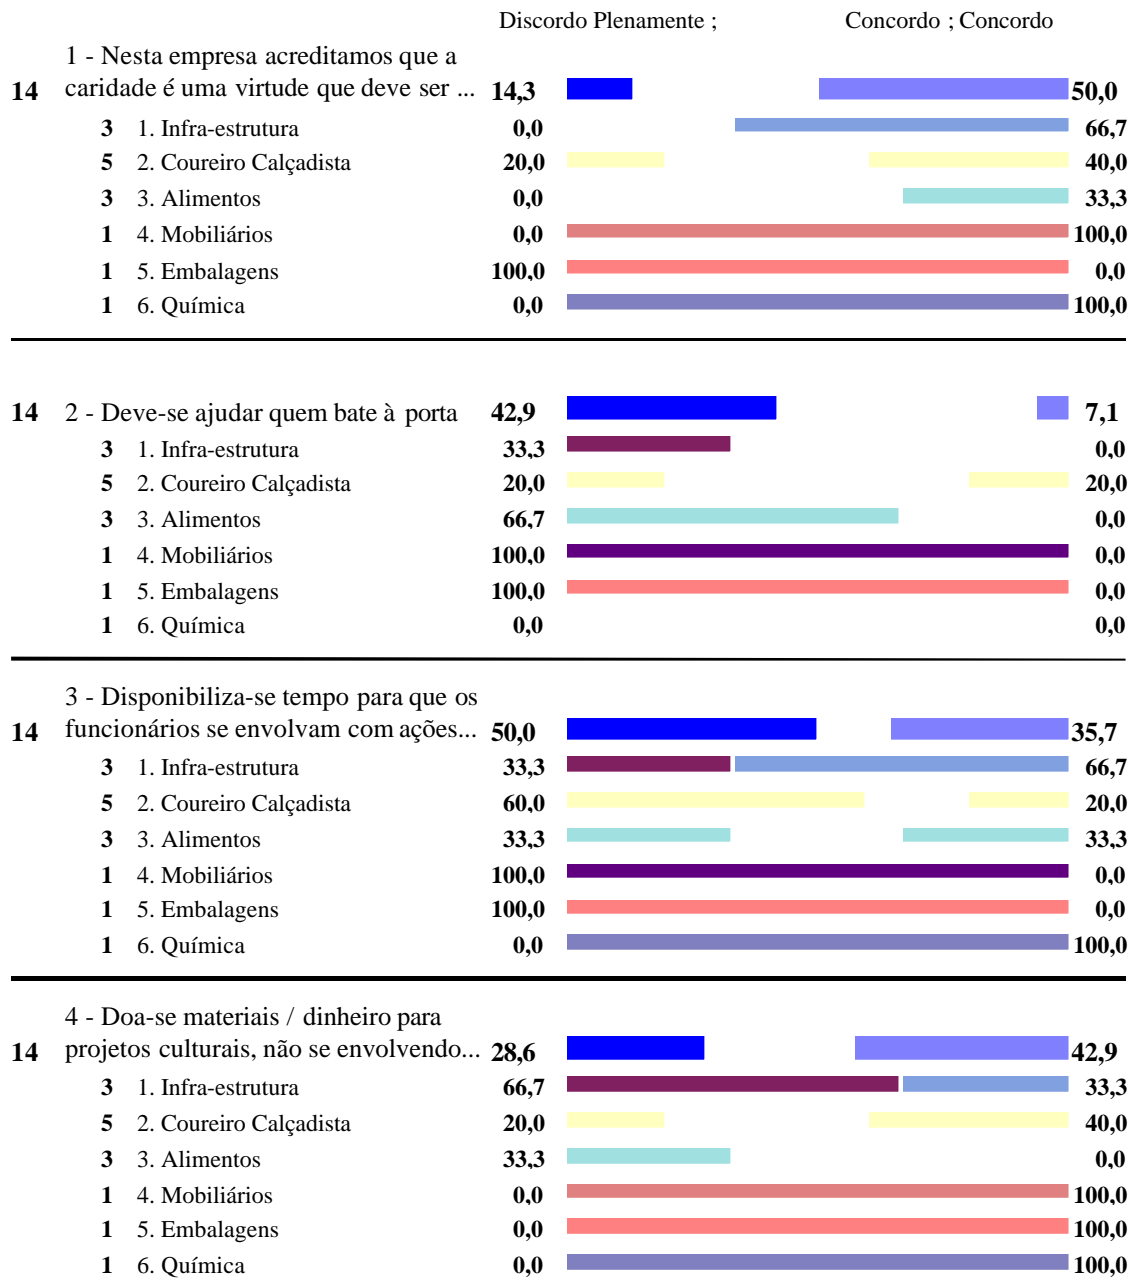 Discordo Plenamente ; Concordo ; Concordo
1 - Nesta empresa acreditamos que a
14 caridade é uma virtude que deve ser ... 14,3 50,0
3 1. Infra-estrutura 0,0 66,7
5 2. Coureiro Calçadista 20,0 40,0
3 3. Alimentos 0,0 33,3
1 4. Mobiliários 0,0 100,0
1 5. Embalagens 100,0 0,0
1 6. Química 0,0 100,0
14 2 - Deve-se ajudar quem bate à porta 42,9 7,1
3 1. Infra-estrutura 33,3 0,0
5 2. Coureiro Calçadista 20,0 20,0
3 3. Alimentos 66,7 0,0
1 4. Mobiliários 100,0 0,0
1 5. Embalagens 100,0 0,0
1 6. Química 0,0 0,0
3 - Disponibiliza-se tempo para que os
14 funcionários se envolvam com ações... 50,0 35,7
3 1. Infra-estrutura 33,3 66,7
5 2. Coureiro Calçadista 60,0 20,0
3 3. Alimentos 33,3 33,3
1 4. Mobiliários 100,0 0,0
1 5. Embalagens 100,0 0,0
1 6. Química 0,0 100,0
4 - Doa-se materiais / dinheiro para
14 projetos culturais, não se envolvendo... 28,6 42,9
3 1. Infra-estrutura 66,7 33,3
5 2. Coureiro Calçadista 20,0 40,0
3 3. Alimentos 33,3 0,0
1 4. Mobiliários 0,0 100,0
1 5. Embalagens 0,0 100,0
1 6. Química 0,0 100,0